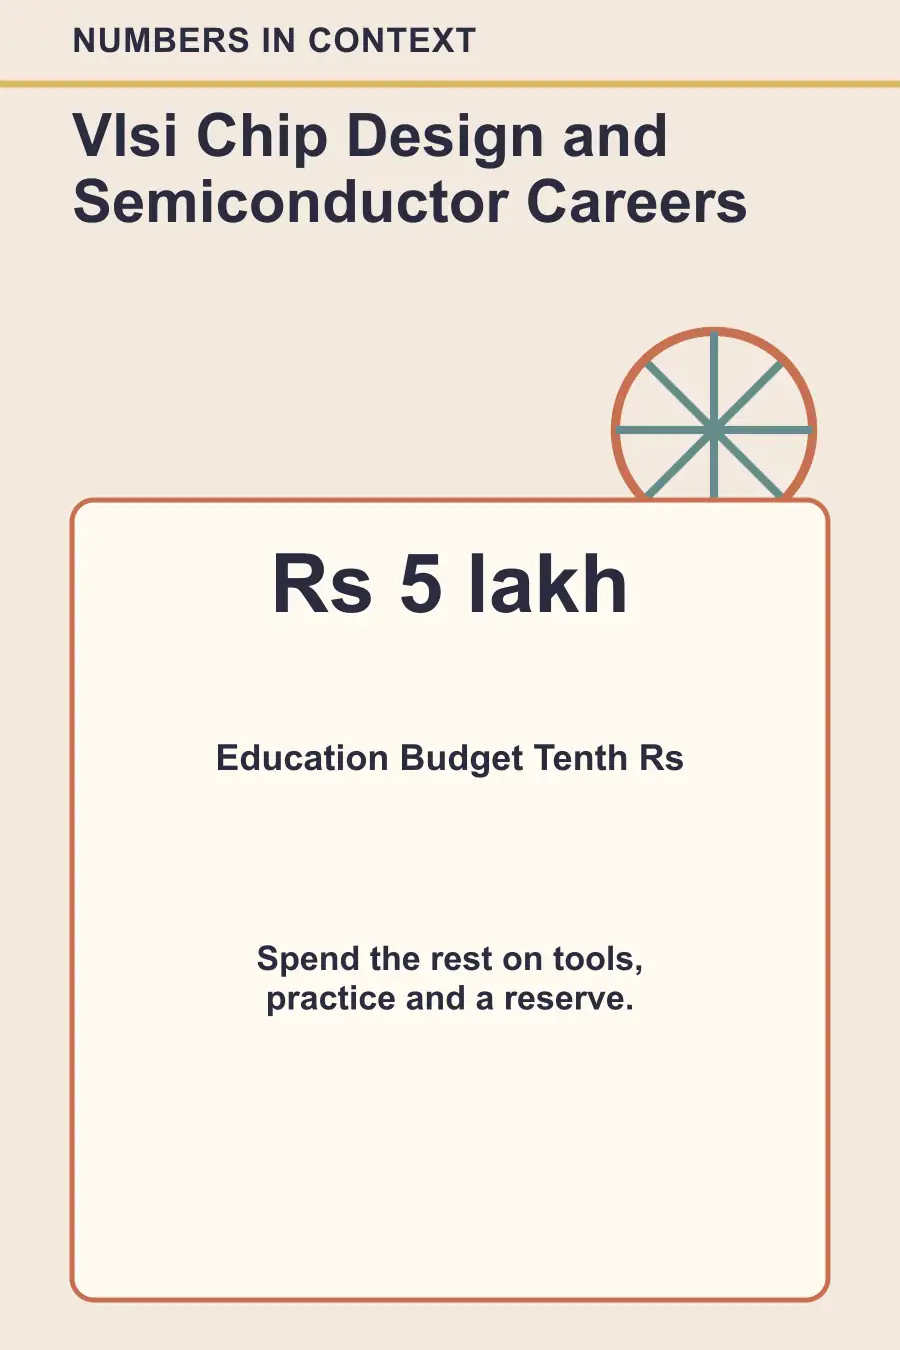 NUMBERS IN CONTEXT
Vlsi Chip Design and
Semiconductor Careers
Rs 5 lakh
Education Budget Tenth Rs
Spend the rest on tools,
practice and a reserve.